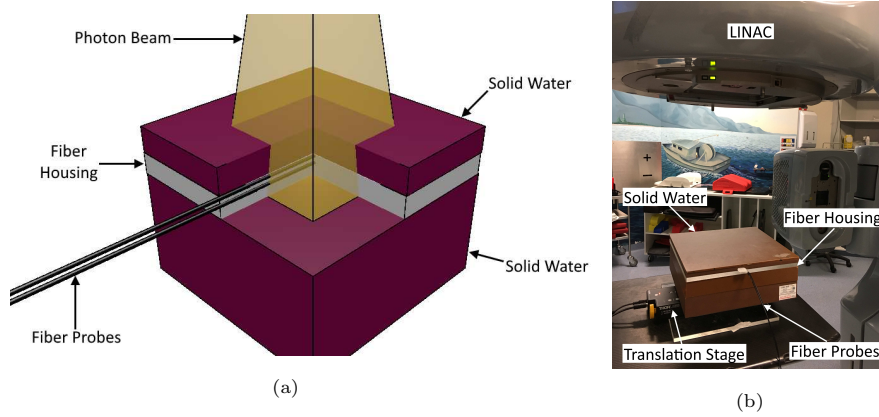 Photon Beam
Solid Water
Fiber
Housing
Solid Water
Fiber Probes
(a)
LINAC
Solid Water
Fiber Housing
Translation Stage
Fiber Probes
(b)